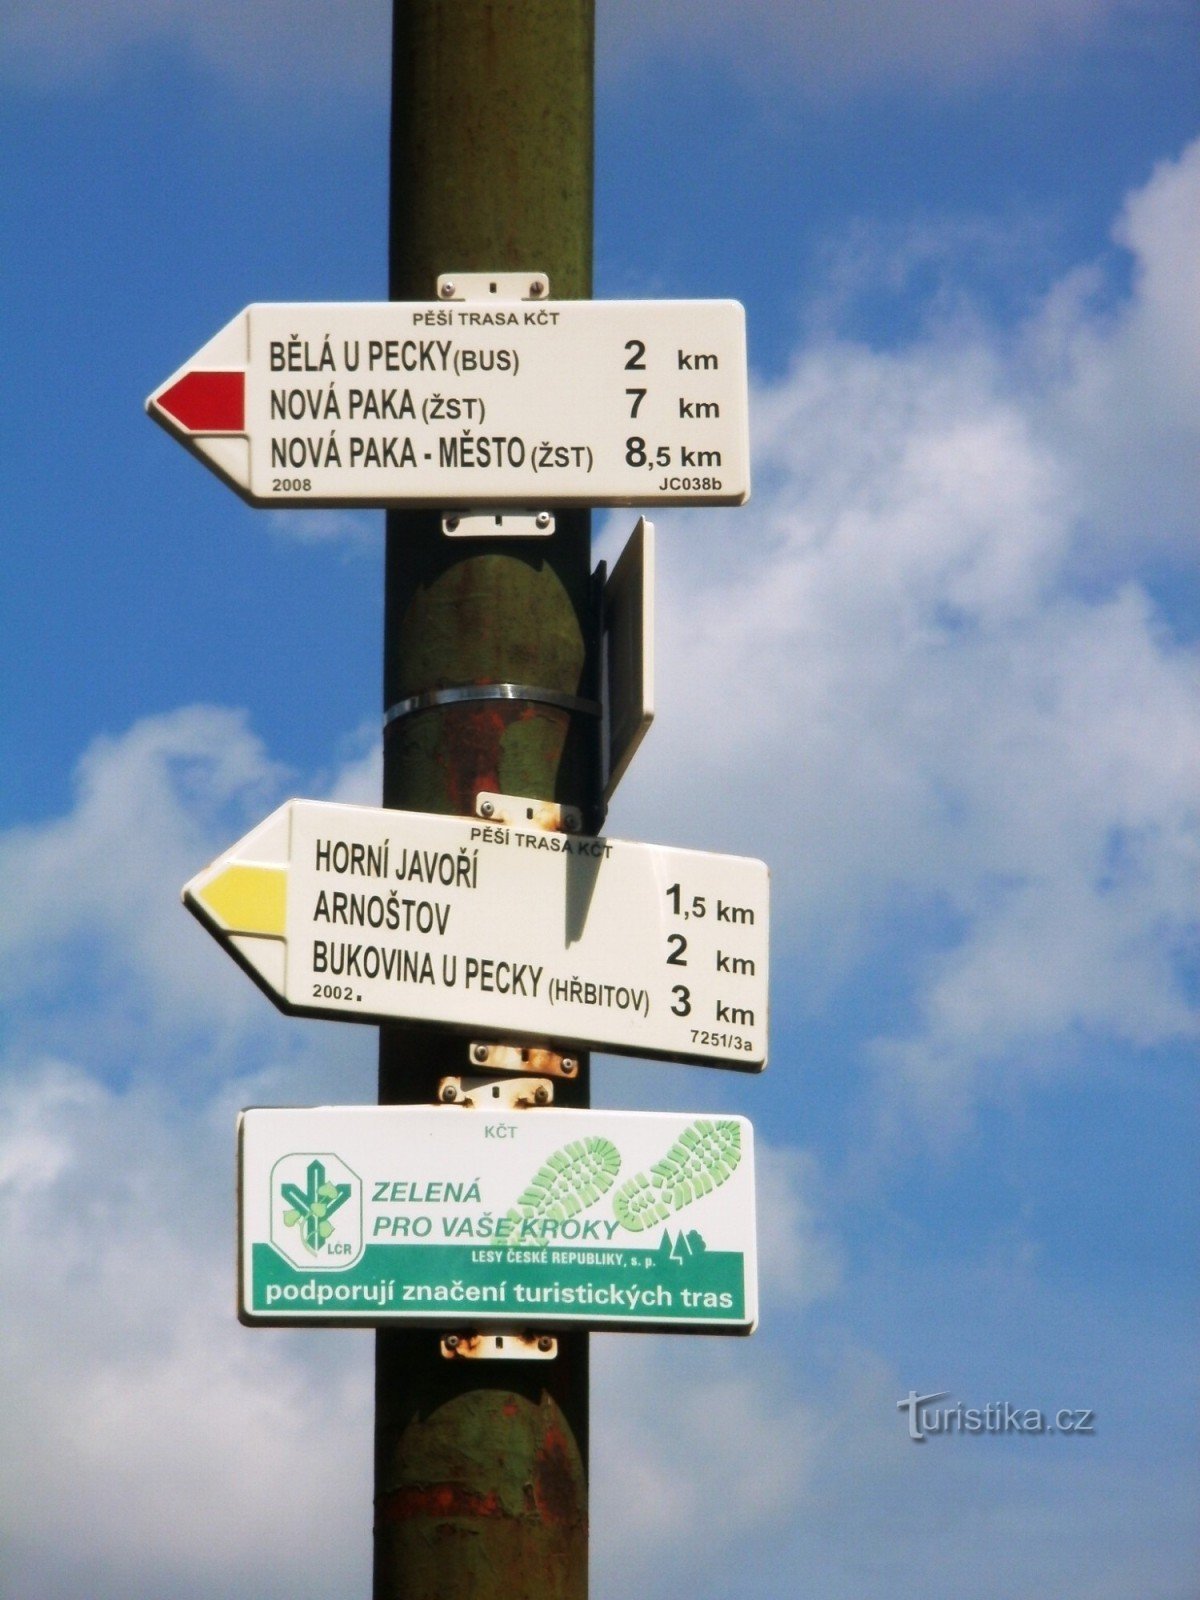 PĚŠÍ TRASA KČT
BĚLÁ U PECKY (BUS) 2 km
NOVÁ PAKA (ŽST) 7 km
NOVÁ PAKA - MĚSTO (ŽST) 8,5 km
2008 JC038b
PĚŠÍ TRASA KČT
HORNÍ JAVOŘÍ 1,5 km
ARNOŠTOV 2 km
BUKOVINA U PECKY (HŘBITOV) 3 km
2002. 7251/3a
KČT
ZELENÁ
PRO VAŠE KROKY
LČR
LESY ČESKÉ REPUBLIKY, s. p.
podporují značení turistických tras
Turistika.cz